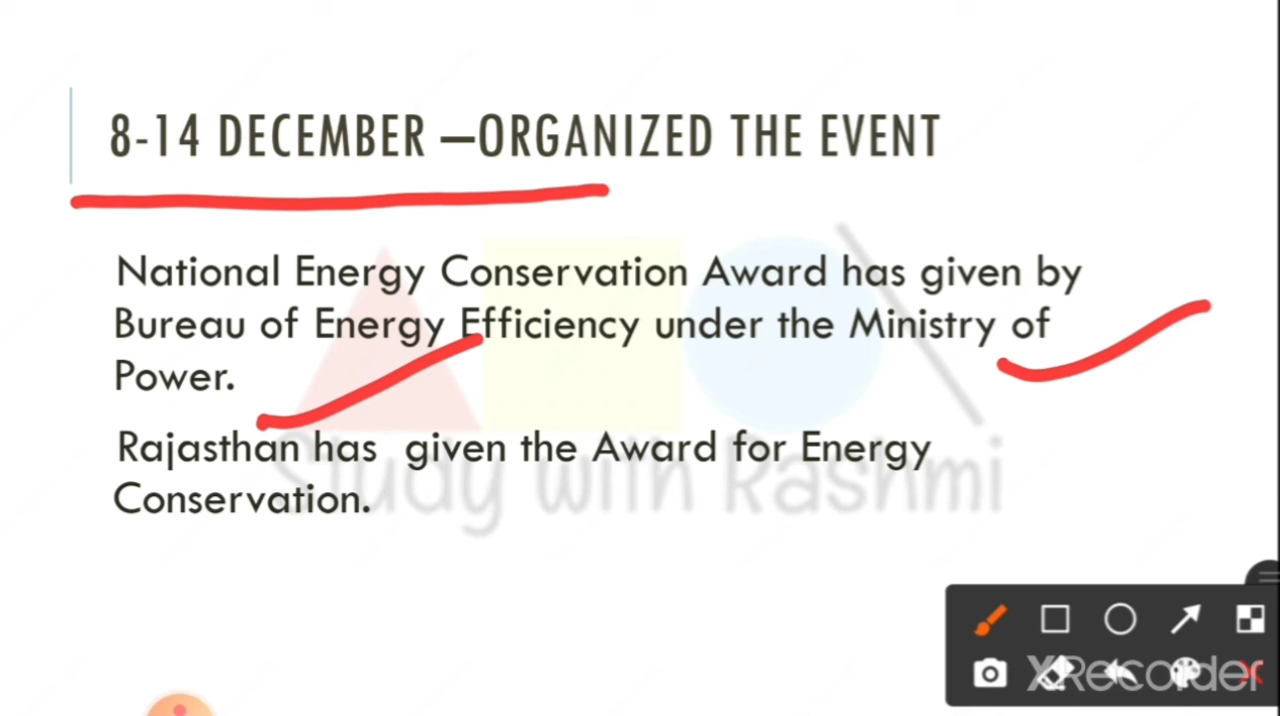 8-14 DECEMBER —ORGANIZED THE EVENT
National Energy Conservation Award has given by
Bureau of Energy Efficiency under the Ministry of
Power.
Rajasthan has given the Award for Energy
Conservation.
Study with Rashmi
XRecorder